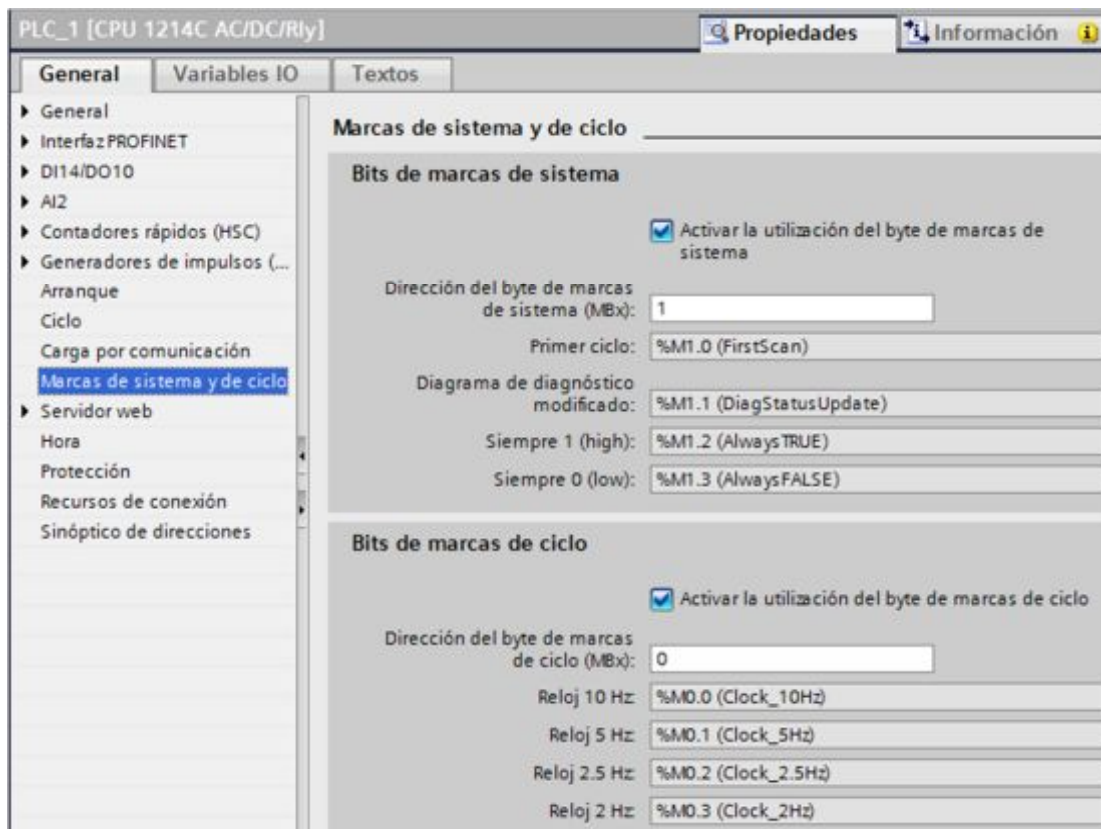 PLC_1 [CPU 1214C AC/DC/Rly]
Propiedades
Información
General
Variables IO
Textos
General
Interfaz PROFINET
DI14/DO10
AI2
Contadores rápidos (HSC)
Generadores de impulsos (...
Arranque
Ciclo
Carga por comunicación
Marcas de sistema y de ciclo
Servidor web
Hora
Protección
Recursos de conexión
Sinóptico de direcciones
Marcas de sistema y de ciclo
Bits de marcas de sistema
Activar la utilización del byte de marcas de
sistema
Dirección del byte de marcas
de sistema (MBx): 1
Primer ciclo: %M1.0 (FirstScan)
Diagrama de diagnóstico
modificado: %M1.1 (DiagStatusUpdate)
Siempre 1 (high): %M1.2 (AlwaysTRUE)
Siempre 0 (low): %M1.3 (AlwaysFALSE)
Bits de marcas de ciclo
Activar la utilización del byte de marcas de ciclo
Dirección del byte de marcas
de ciclo (MBx): 0
Reloj 10 Hz: %M0.0 (Clock_10Hz)
Reloj 5 Hz: %M0.1 (Clock_5Hz)
Reloj 2.5 Hz: %M0.2 (Clock_2.5Hz)
Reloj 2 Hz: %M0.3 (Clock_2Hz)